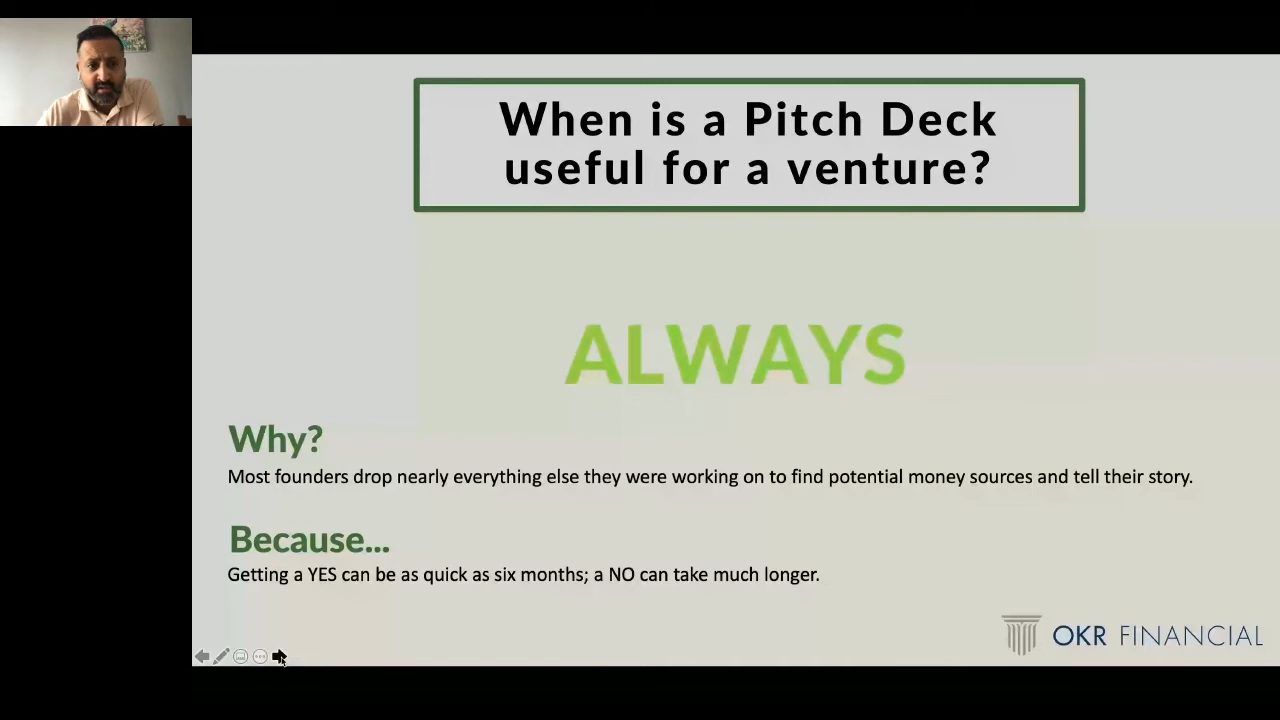 When is a Pitch Deck
useful for a venture?
ALWAYS
Why?
Most founders drop nearly everything else they were working on to find potential money sources and tell their story.
Because...
Getting a YES can be as quick as six months; a NO can take much longer.
OKR FINANCIAL